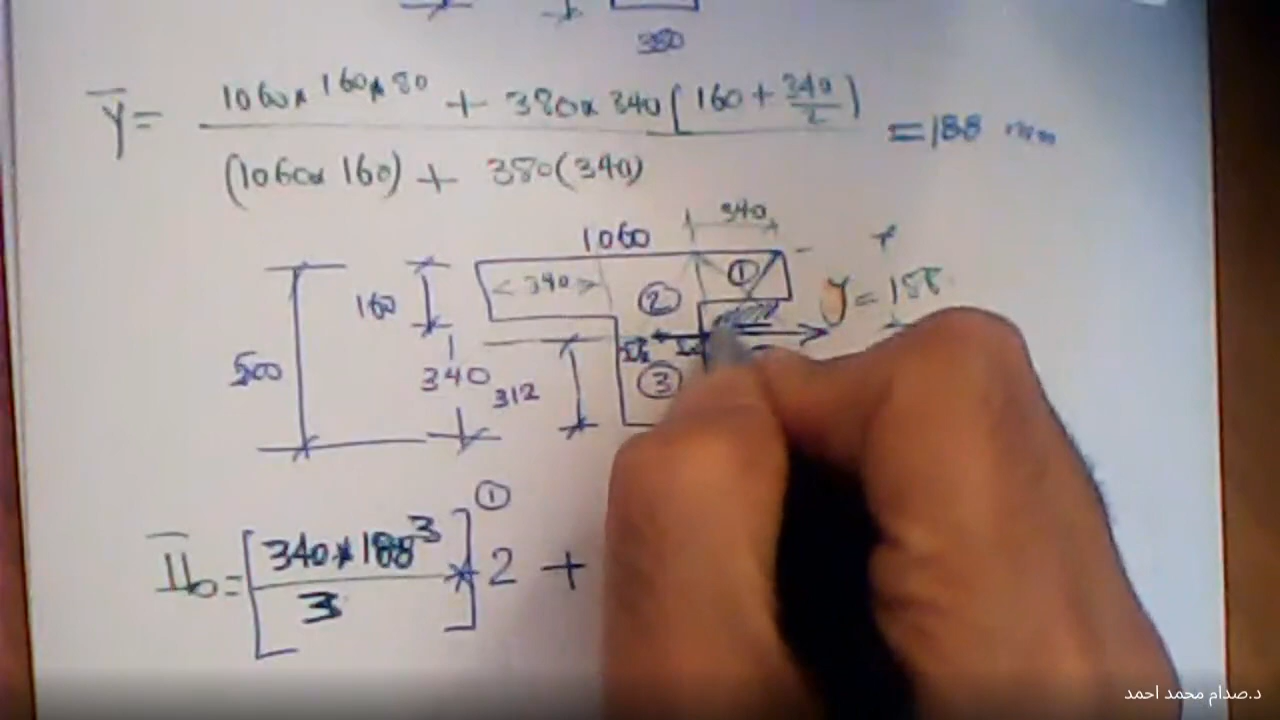 380
1060×160×80 + 380×340[160+340/2)
Y = = 188 mm
(1060×160) + 380(340)
340
1060
160
<340>
①
②
Y = 188
500
340
312
③
①
Ib = [340×188³/3] × 2 +
د.صدام محمد احمد